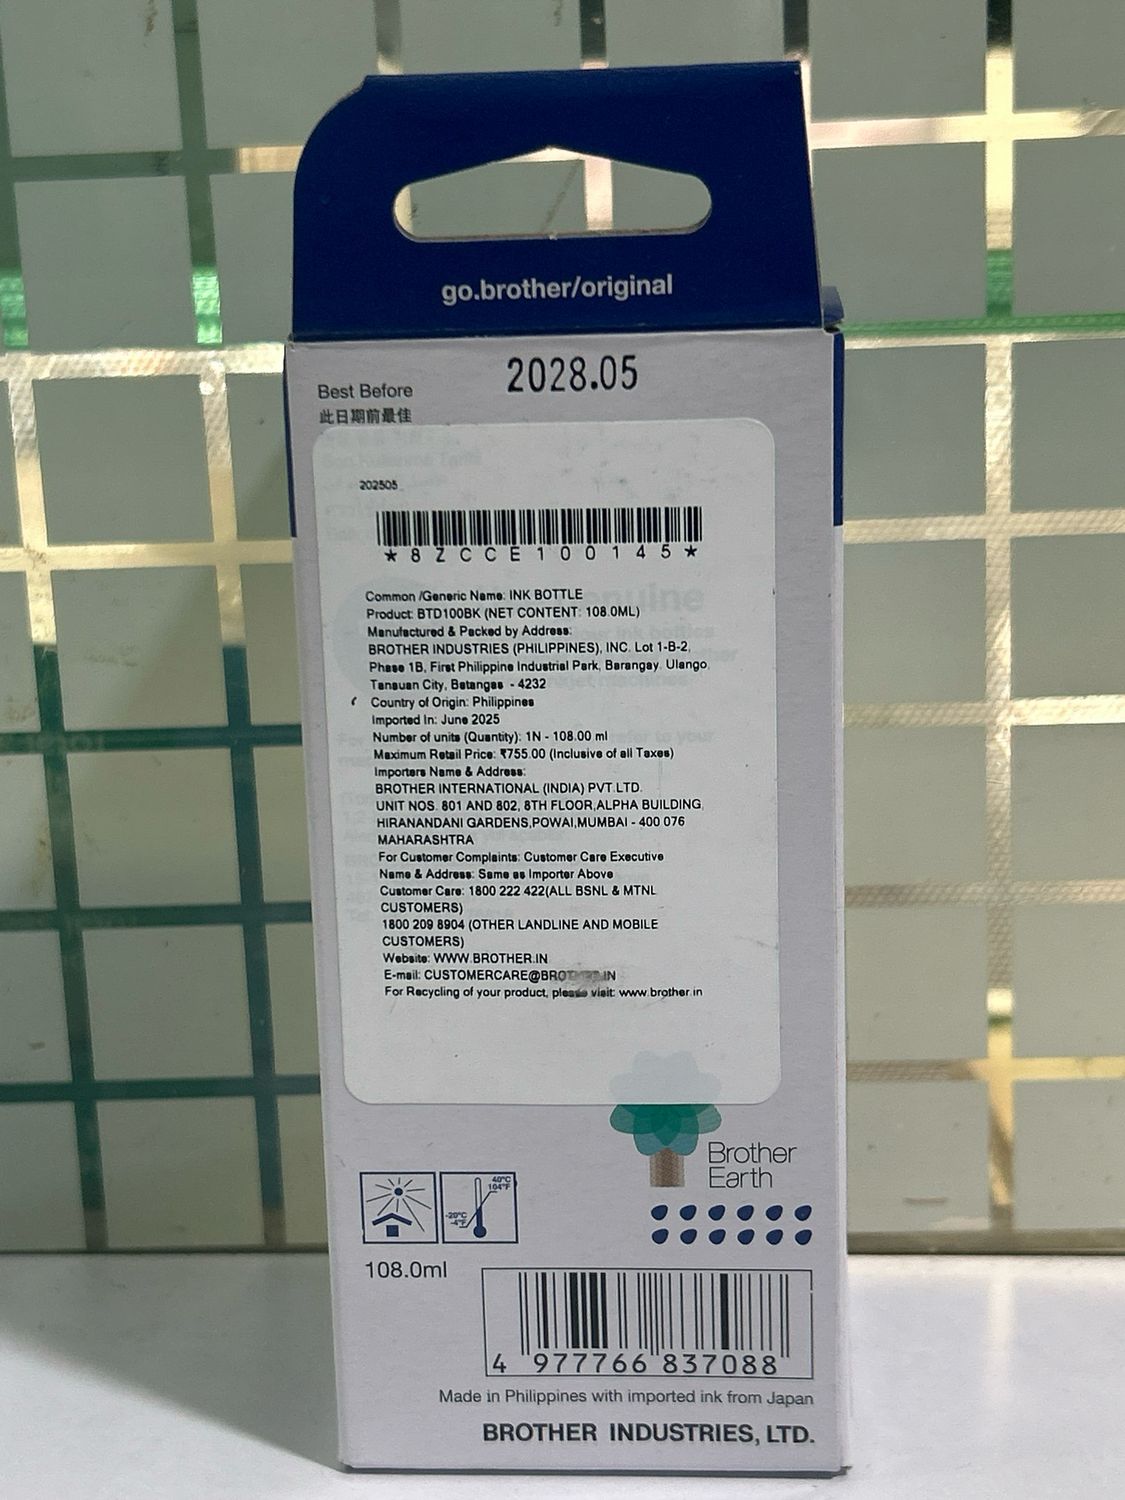 go.brother/original
2028.05
Best Before
此日期前最佳
202505
*8ZCCE100145*
Common /Generic Name: INK BOTTLE
Product: BTD100BK (NET CONTENT: 108.0ML)
Manufactured & Packed by Address:
BROTHER INDUSTRIES (PHILIPPINES), INC. Lot 1-B-2,
Phase 1B, First Philippine Industrial Park, Barangay, Ulango,
Tanauan City, Batangas - 4232
Country of Origin: Philippines
Imported In: June 2025
Number of units (Quantity): 1N - 108.00 ml
Maximum Retail Price: ₹755.00 (Inclusive of all Taxes)
Importers Name & Address:
BROTHER INTERNATIONAL (INDIA) PVT.LTD.
UNIT NOS. 801 AND 802, 8TH FLOOR,ALPHA BUILDING,
HIRANANDANI GARDENS,POWAI,MUMBAI - 400 076
MAHARASHTRA
For Customer Complaints: Customer Care Executive
Name & Address: Same as Importer Above
Customer Care: 1800 222 422(ALL BSNL & MTNL
CUSTOMERS)
1800 209 8904 (OTHER LANDLINE AND MOBILE
CUSTOMERS)
Website: WWW.BROTHER.IN
E-mail: CUSTOMERCARE@BROTHER.IN
For Recycling of your product, please visit: www.brother.in
Brother
Earth
40°C
104°F
-20°C
-4°F
108.0ml
4 977766 837088
Made in Philippines with imported ink from Japan
BROTHER INDUSTRIES, LTD.